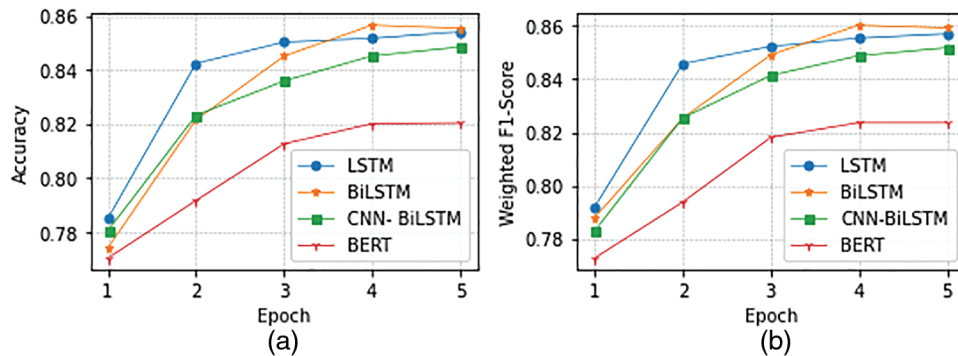 0.86
0.84
0.82
0.80
0.78
Accuracy
LSTM
BiLSTM
CNN- BiLSTM
BERT
1 2 3 4 5
Epoch
(a)
0.86
0.84
0.82
0.80
0.78
Weighted F1-Score
LSTM
BiLSTM
CNN-BiLSTM
BERT
1 2 3 4 5
Epoch
(b)